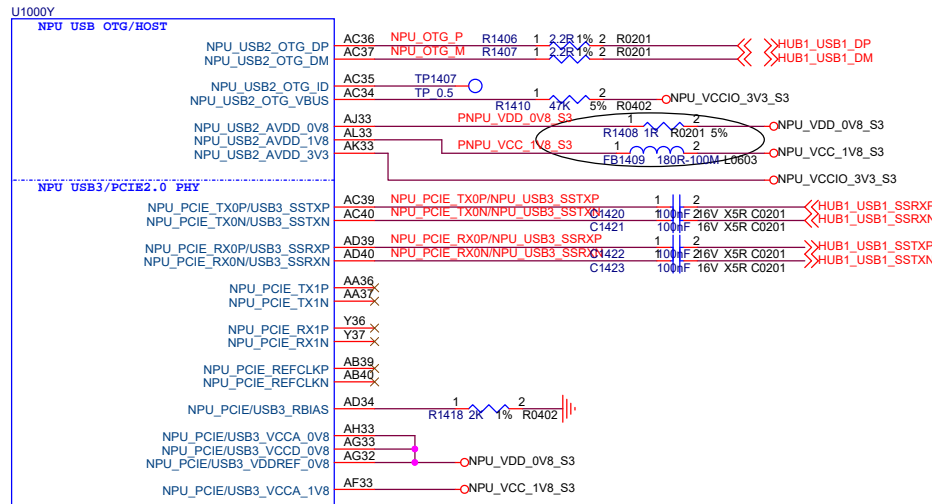 U1000Y
NPU USB OTG/HOST
NPU_USB2_OTG_DP AC36 NPU_OTG_P R1406 1 2.2R 1% 2 R0201 HUB1_USB1_DP
NPU_USB2_OTG_DM AC37 NPU_OTG_M R1407 1 2.2R 1% 2 R0201 HUB1_USB1_DM
NPU_USB2_OTG_ID AC35 TP1407
TP_0.5
NPU_USB2_OTG_VBUS AC34 1 2 NPU_VCCIO_3V3_S3
R1410 47K 5% R0402
NPU_USB2_AVDD_0V8 AJ33 PNPU_VDD_0V8_S3 1 2 NPU_VDD_0V8_S3
R1408 1R R0201 5%
NPU_USB2_AVDD_1V8 AL33 PNPU_VCC_1V8_S3 1 2 NPU_VCC_1V8_S3
FB1409 180R-100M L0603
NPU_USB2_AVDD_3V3 AK33 NPU_VCCIO_3V3_S3
NPU USB3/PCIE2.0 PHY
NPU_PCIE_TX0P/USB3_SSTXP AC39 NPU_PCIE_TX0P/NPU_USB3_SSTXP 1 2 HUB1_USB1_SSRXP
NPU_PCIE_TX0N/USB3_SSTXN AC40 NPU_PCIE_TX0N/NPU_USB3_SSTXN C1420 1 100nF 2 16V X5R C0201 HUB1_USB1_SSRXN
C1421 100nF 16V X5R C0201
NPU_PCIE_RX0P/USB3_SSRXP AD39 NPU_PCIE_RX0P/NPU_USB3_SSRXP 1 2 HUB1_USB1_SSTXP
NPU_PCIE_RX0N/USB3_SSRXN AD40 NPU_PCIE_RX0N/NPU_USB3_SSRXN C1422 1 100nF 2 16V X5R C0201 HUB1_USB1_SSTXN
C1423 100nF 16V X5R C0201
NPU_PCIE_TX1P AA36
NPU_PCIE_TX1N AA37
NPU_PCIE_RX1P Y36
NPU_PCIE_RX1N Y37
NPU_PCIE_REFCLKP AB39
NPU_PCIE_REFCLKN AB40
NPU_PCIE/USB3_RBIAS AD34 1 2
R1418 2K 1% R0402
NPU_PCIE/USB3_VCCA_0V8 AH33
NPU_PCIE/USB3_VCCD_0V8 AG33
NPU_PCIE/USB3_VDDREF_0V8 AG32 NPU_VDD_0V8_S3
NPU_PCIE/USB3_VCCA_1V8 AF33 NPU_VCC_1V8_S3